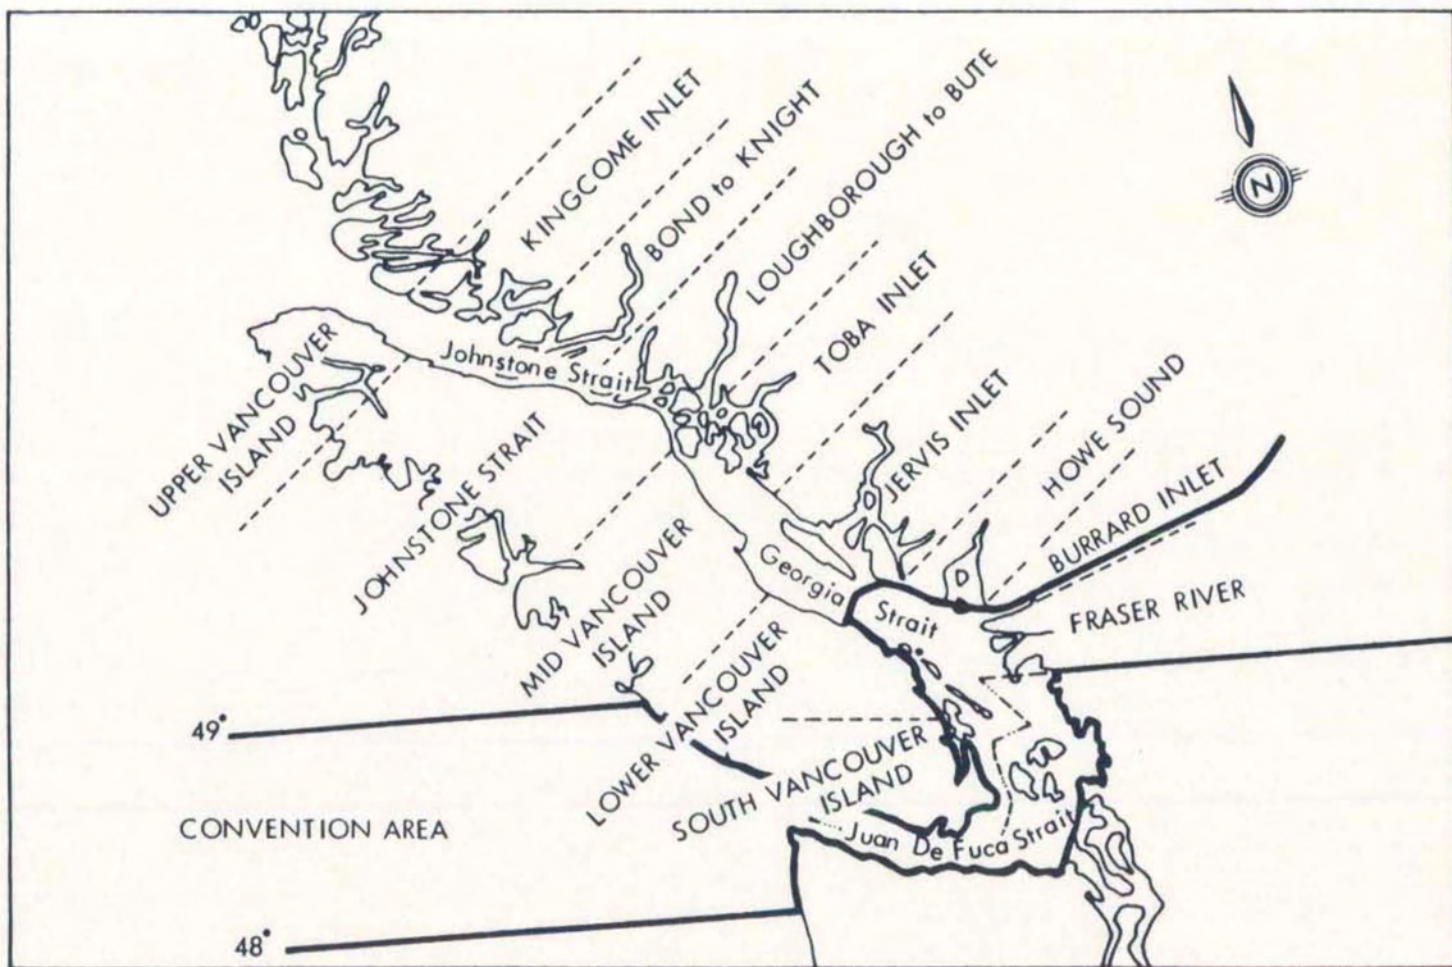 KINGCOME INLET
BOND to KNIGHT
LOUGHBOROUGH to BUTE
TOBA INLET
JERVIS INLET
HOWE SOUND
BURRARD INLET
FRASER RIVER
N
D
Johnstone Strait
Georgia
Strait
UPPER VANCOUVER
ISLAND
JOHNSTONE STRAIT
MID VANCOUVER
ISLAND
LOWER VANCOUVER
ISLAND
SOUTH VANCOUVER
ISLAND
Juan De Fuca Strait
49°
CONVENTION AREA
48°